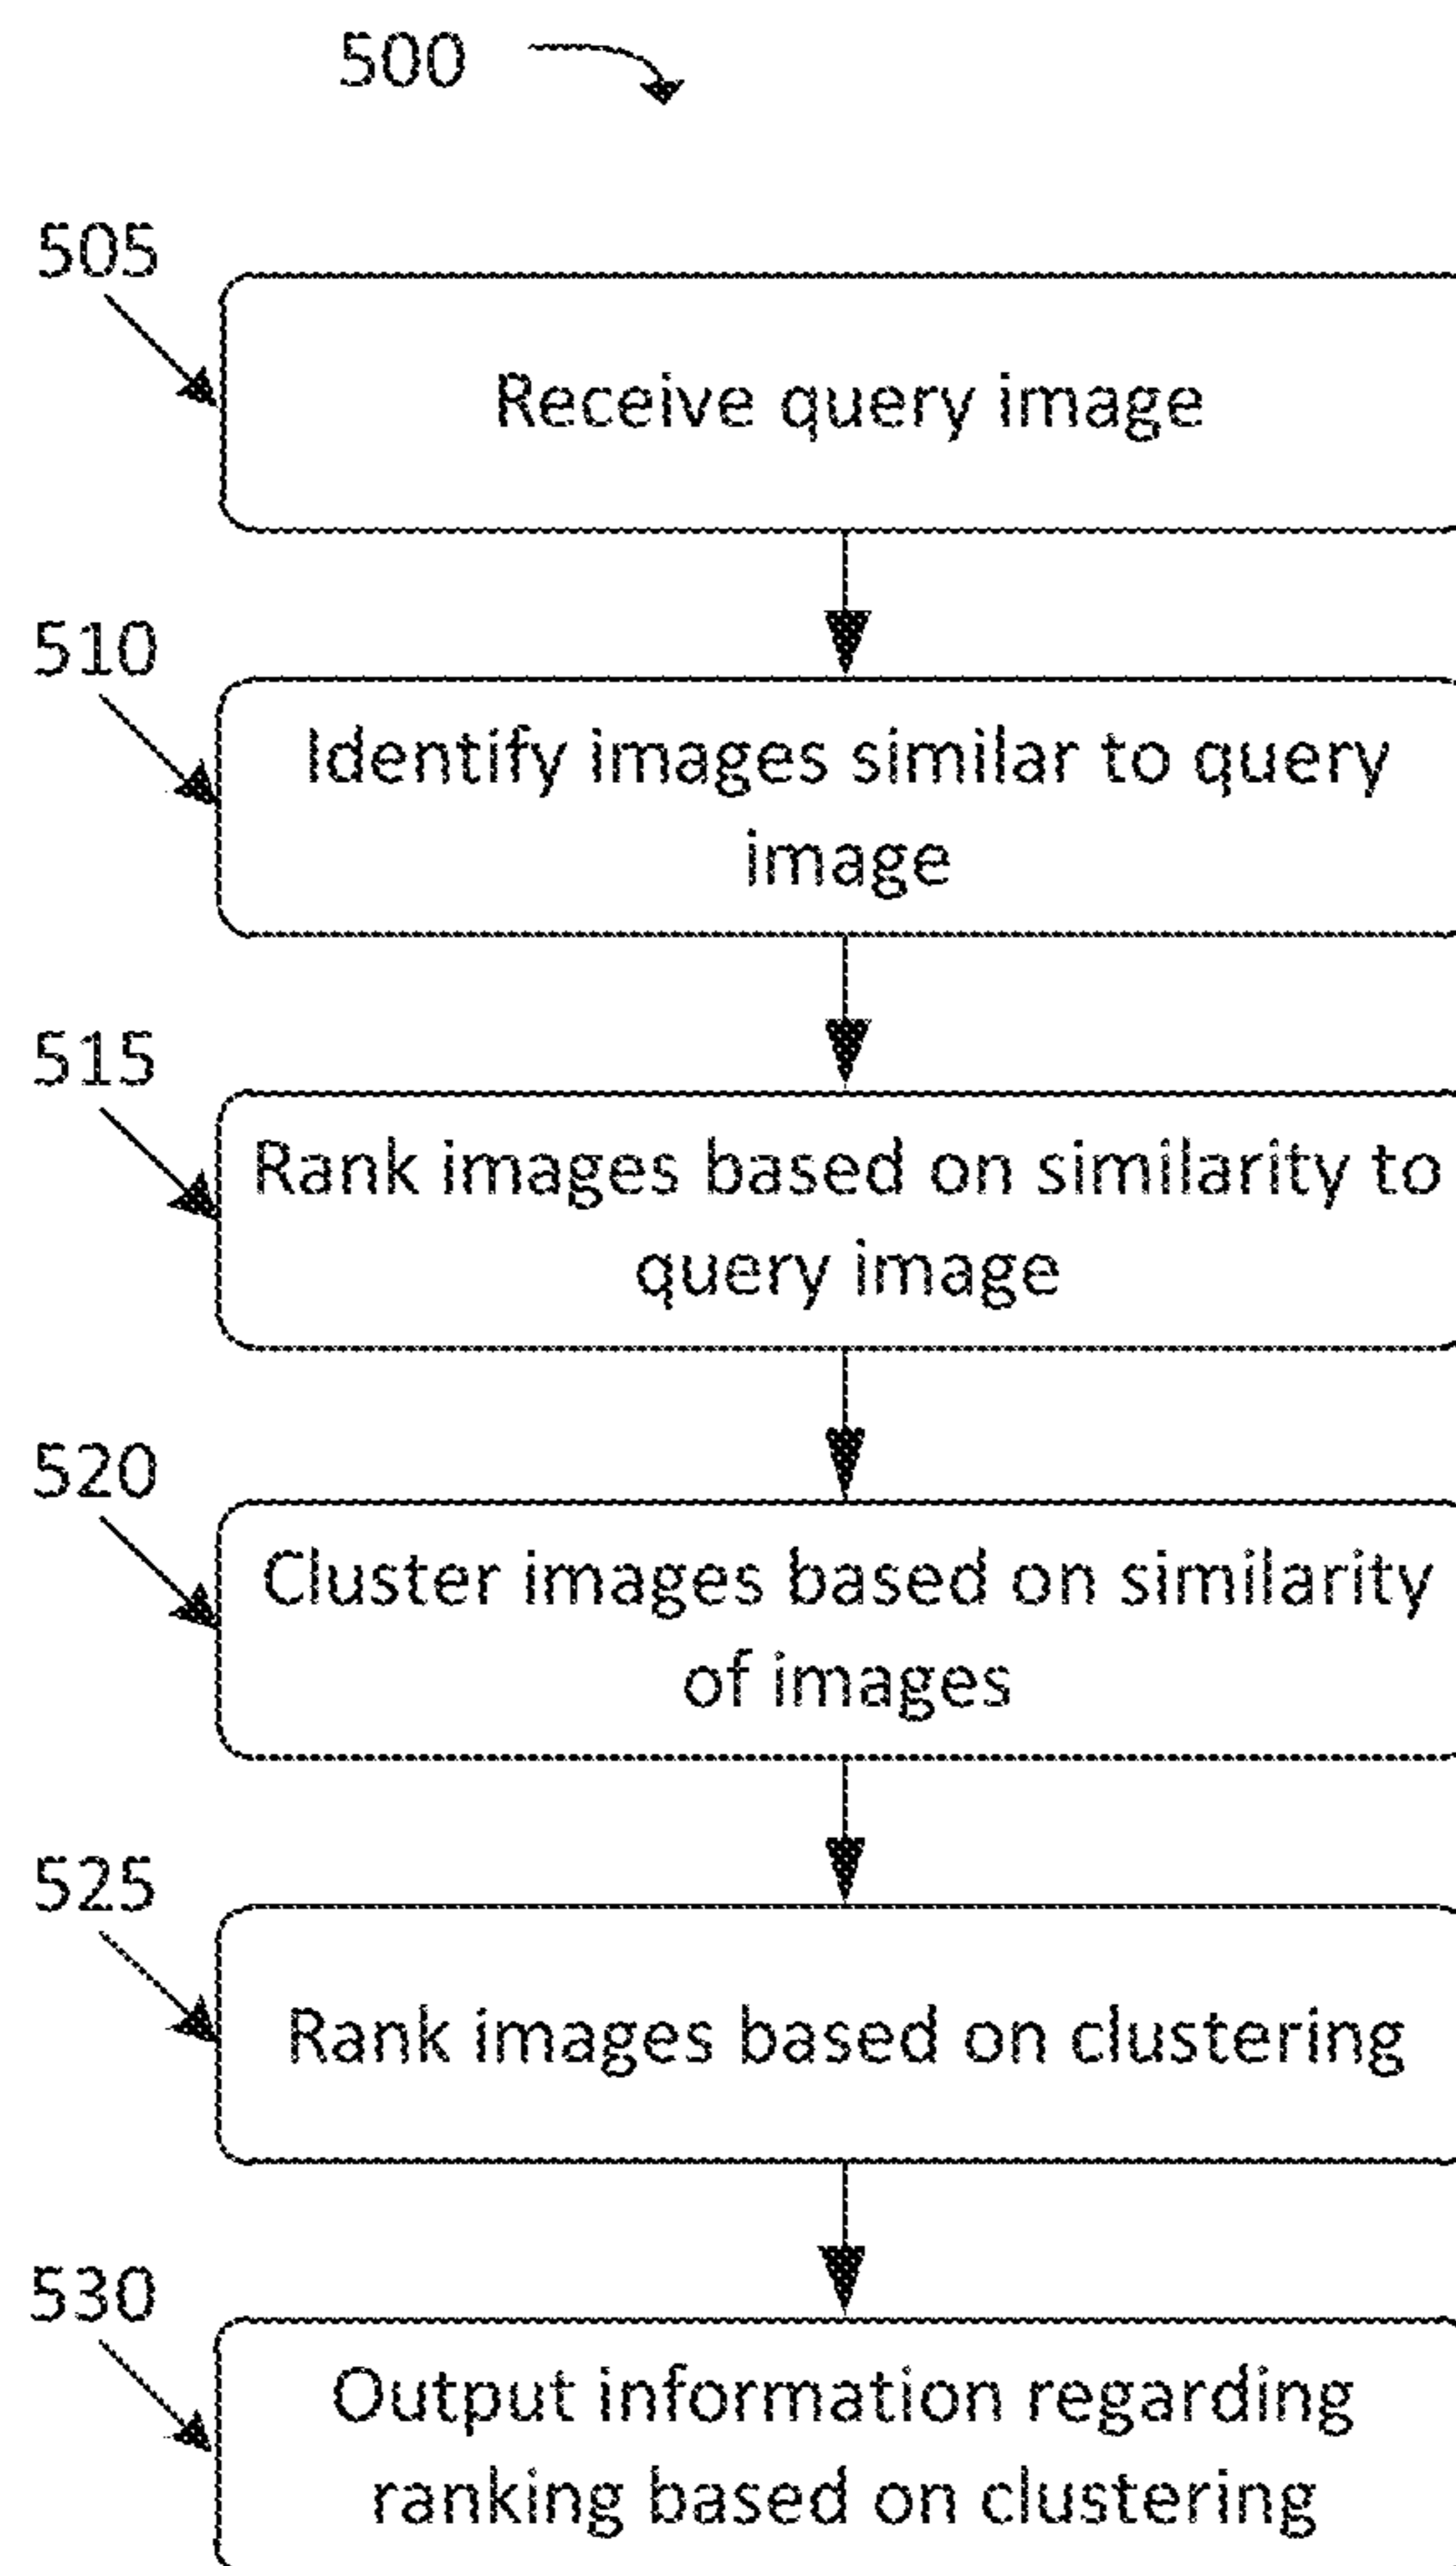 500
505
Receive query image
510
Identify images similar to query
image
515
Rank images based on similarity to
query image
520
Cluster images based on similarity
of images
525
Rank images based on clustering
530
Output information regarding
ranking based on clustering